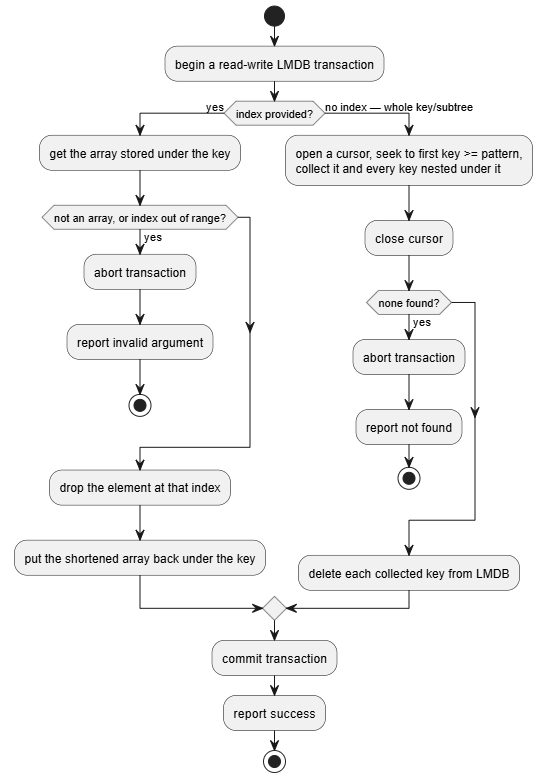 begin a read-write LMDB transaction
index provided?
yes
no index — whole key/subtree
get the array stored under the key
not an array, or index out of range?
yes
abort transaction
report invalid argument
drop the element at that index
put the shortened array back under the key
open a cursor, seek to first key >= pattern,
collect it and every key nested under it
close cursor
none found?
yes
abort transaction
report not found
delete each collected key from LMDB
commit transaction
report success